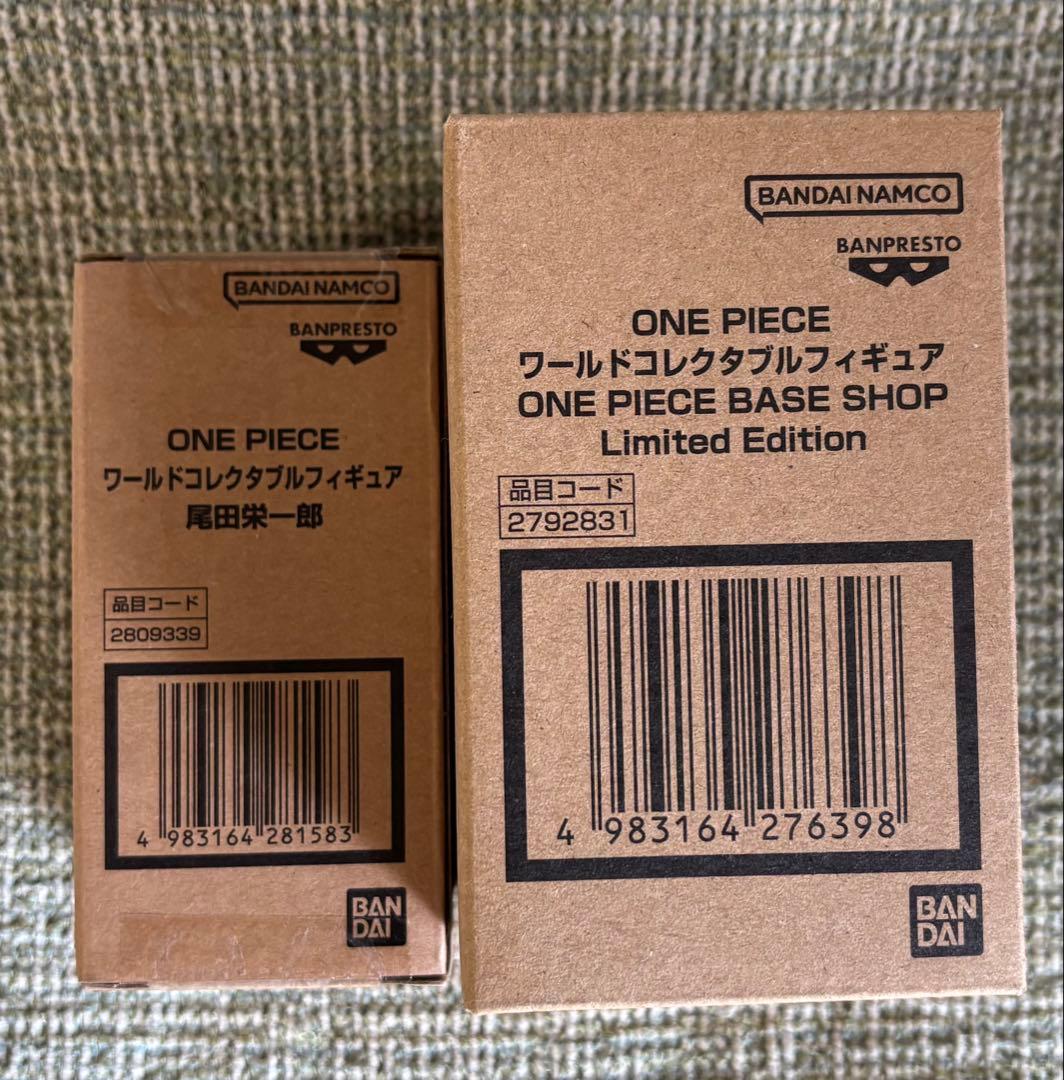 BANDAI NAMCO
BANPRESTO
ONE PIECE
ワールドコレクタブルフィギュア
尾田栄一郎
品目コード
2809339
4 983164 281583
BAN
DAI
BANDAI NAMCO
BANPRESTO
ONE PIECE
ワールドコレクタブルフィギュア
ONE PIECE BASE SHOP
Limited Edition
品目コード
2792831
4 983164 276398
BAN
DAI